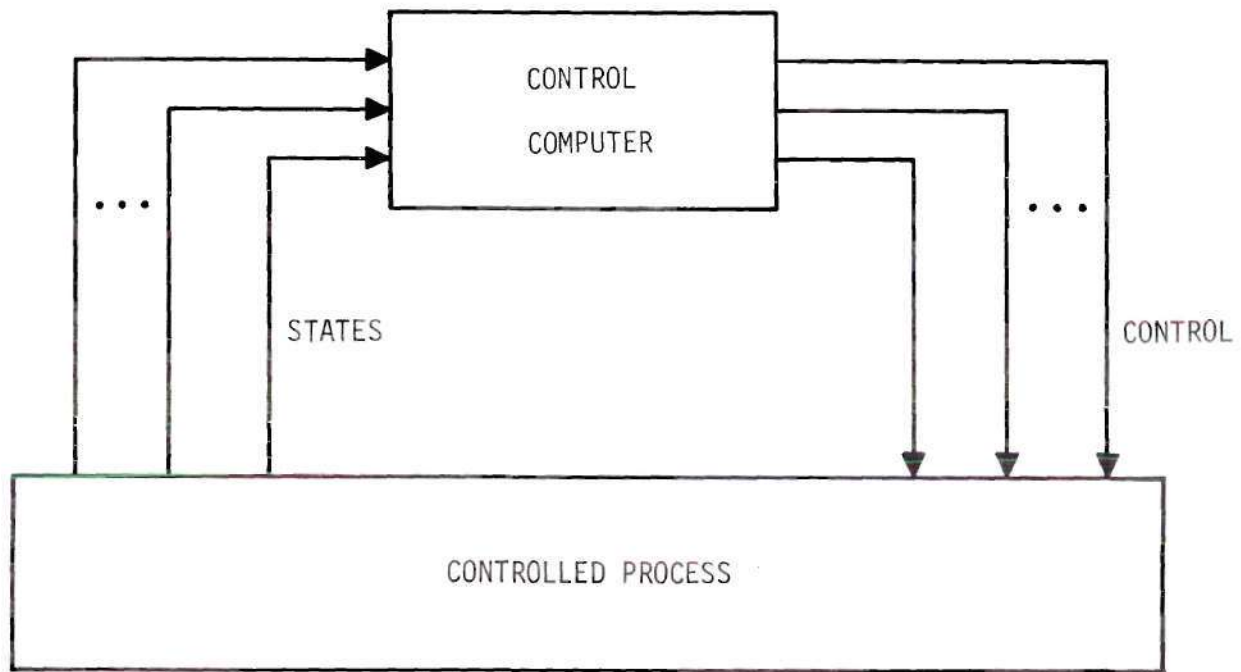 CONTROL
COMPUTER
...
...
STATES
CONTROL
CONTROLLED PROCESS